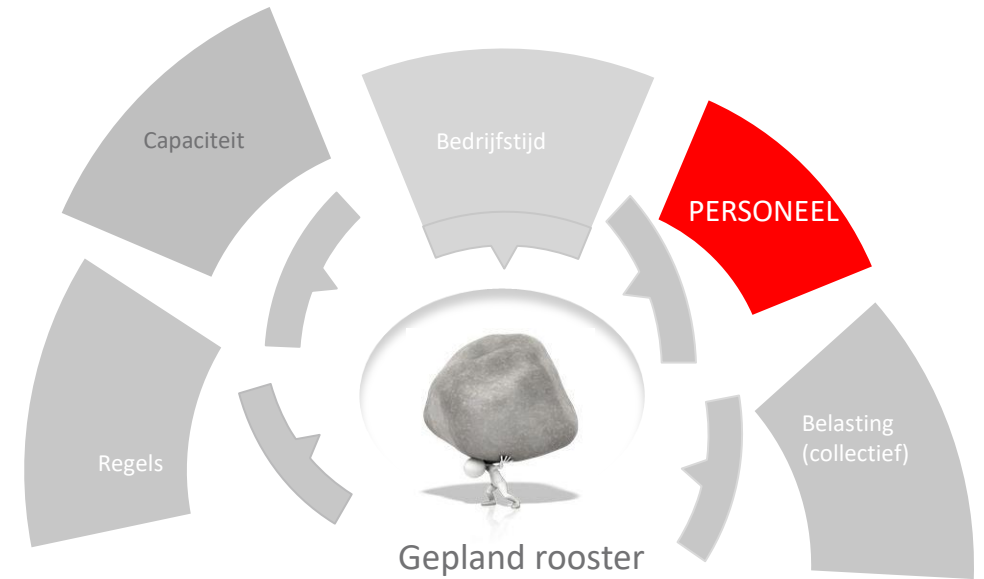 Capaciteit
Bedrijfstijd
PERSONEEL
Regels
Belasting
(collectief)
Gepland rooster